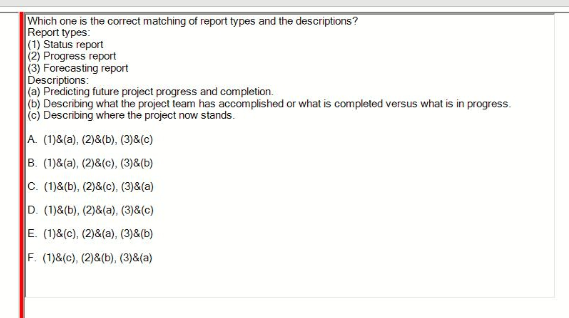 Which one is the correct matching of report types and the descriptions?
Report types:
(1) Status report
(2) Progress report
(3) Forecasting report
Descriptions:
(a) Predicting future project progress and completion.
(b) Describing what the project team has accomplished or what is completed versus what is in progress.
(c) Describing where the project now stands.
A. (1)&(a), (2)&(b), (3)&(c)
B. (1)&(a), (2)&(c), (3)&(b)
C. (1)&(b), (2)&(c), (3)&(a)
D. (1)&(b), (2)&(a), (3)&(c)
E. (1)&(c), (2)&(a), (3)&(b)
F. (1)&(c), (2)&(b), (3)&(a)